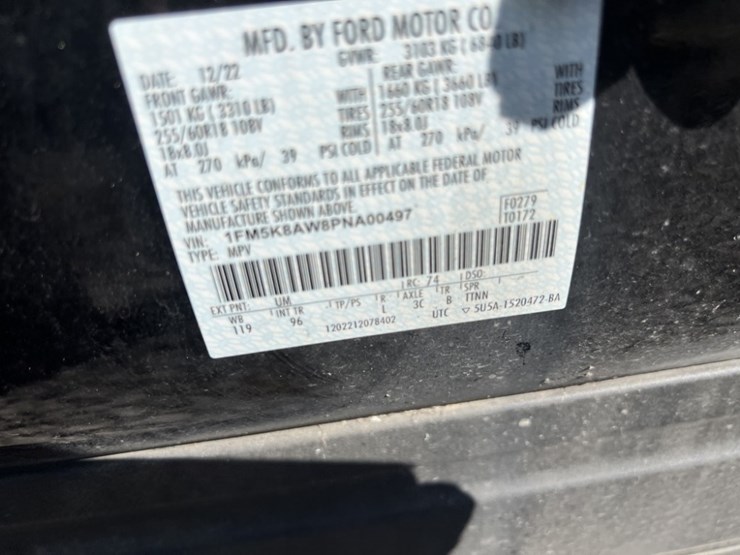 MFD. BY FORD MOTOR CO.
DATE: 12/22 GVWR: 3103 KG ( 6840 LB)
FRONT GAWR: REAR GAWR:
1501 KG ( 3310 LB) WITH 1660 KG ( 3660 LB) WITH
255/60R18 108V TIRES 255/60R18 108V TIRES
18x8.0J RIMS 18x8.0J RIMS
AT 270 kPa/ 39 PSI COLD AT 270 kPa/ 39 PSI COLD
THIS VEHICLE CONFORMS TO ALL APPLICABLE FEDERAL MOTOR
VEHICLE SAFETY STANDARDS IN EFFECT ON THE DATE OF
MANUFACTURE SHOWN ABOVE.
VIN: 1FM5K8AW8PNA00497 F0279
TYPE: MPV T0172
EXT PNT: UM RC: 74 DSO:
WB INT TR TP/PS R AXLE TR SPR
119 96 L 3C B TTNN
1202212078402 UTC ▽ 5U5A-1520472-BA